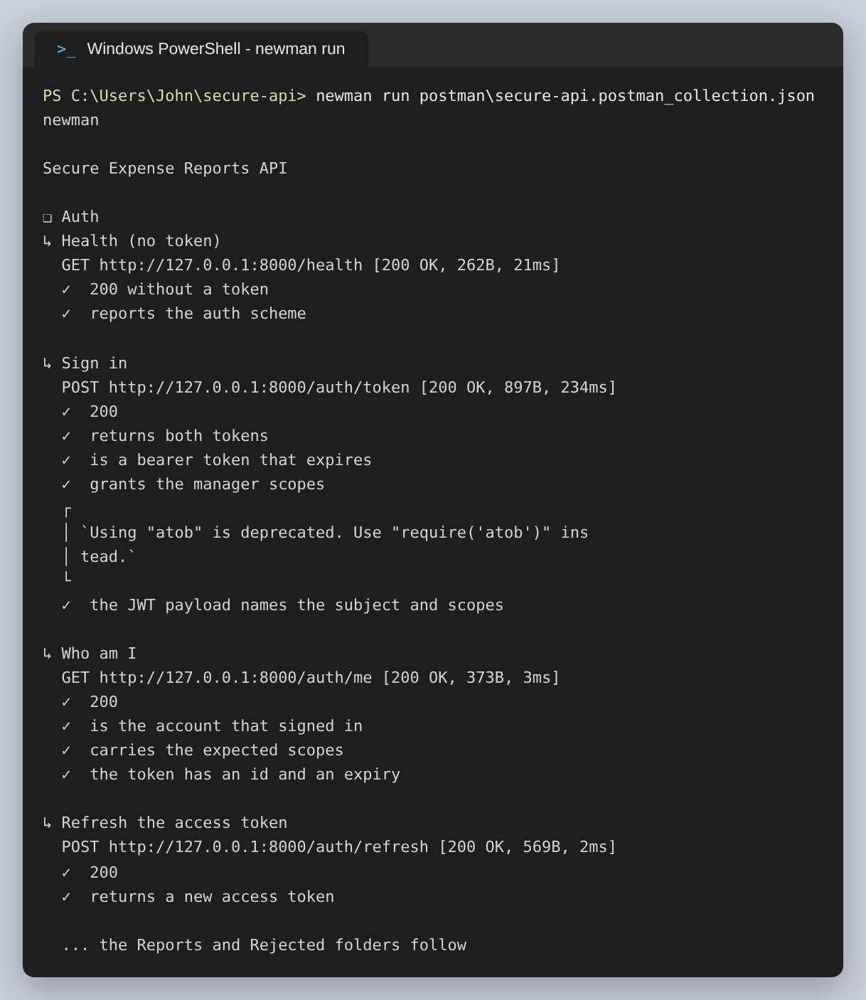 >_ Windows PowerShell - newman run
PS C:\Users\John\secure-api> newman run postman\secure-api.postman_collection.json
newman

Secure Expense Reports API

❏ Auth
↳ Health (no token)
  GET http://127.0.0.1:8000/health [200 OK, 262B, 21ms]
  ✓  200 without a token
  ✓  reports the auth scheme

↳ Sign in
  POST http://127.0.0.1:8000/auth/token [200 OK, 897B, 234ms]
  ✓  200
  ✓  returns both tokens
  ✓  is a bearer token that expires
  ✓  grants the manager scopes
  ┌
  │ `Using "atob" is deprecated. Use "require('atob')" ins
  │ tead.`
  └
  ✓  the JWT payload names the subject and scopes

↳ Who am I
  GET http://127.0.0.1:8000/auth/me [200 OK, 373B, 3ms]
  ✓  200
  ✓  is the account that signed in
  ✓  carries the expected scopes
  ✓  the token has an id and an expiry

↳ Refresh the access token
  POST http://127.0.0.1:8000/auth/refresh [200 OK, 569B, 2ms]
  ✓  200
  ✓  returns a new access token

  ... the Reports and Rejected folders follow